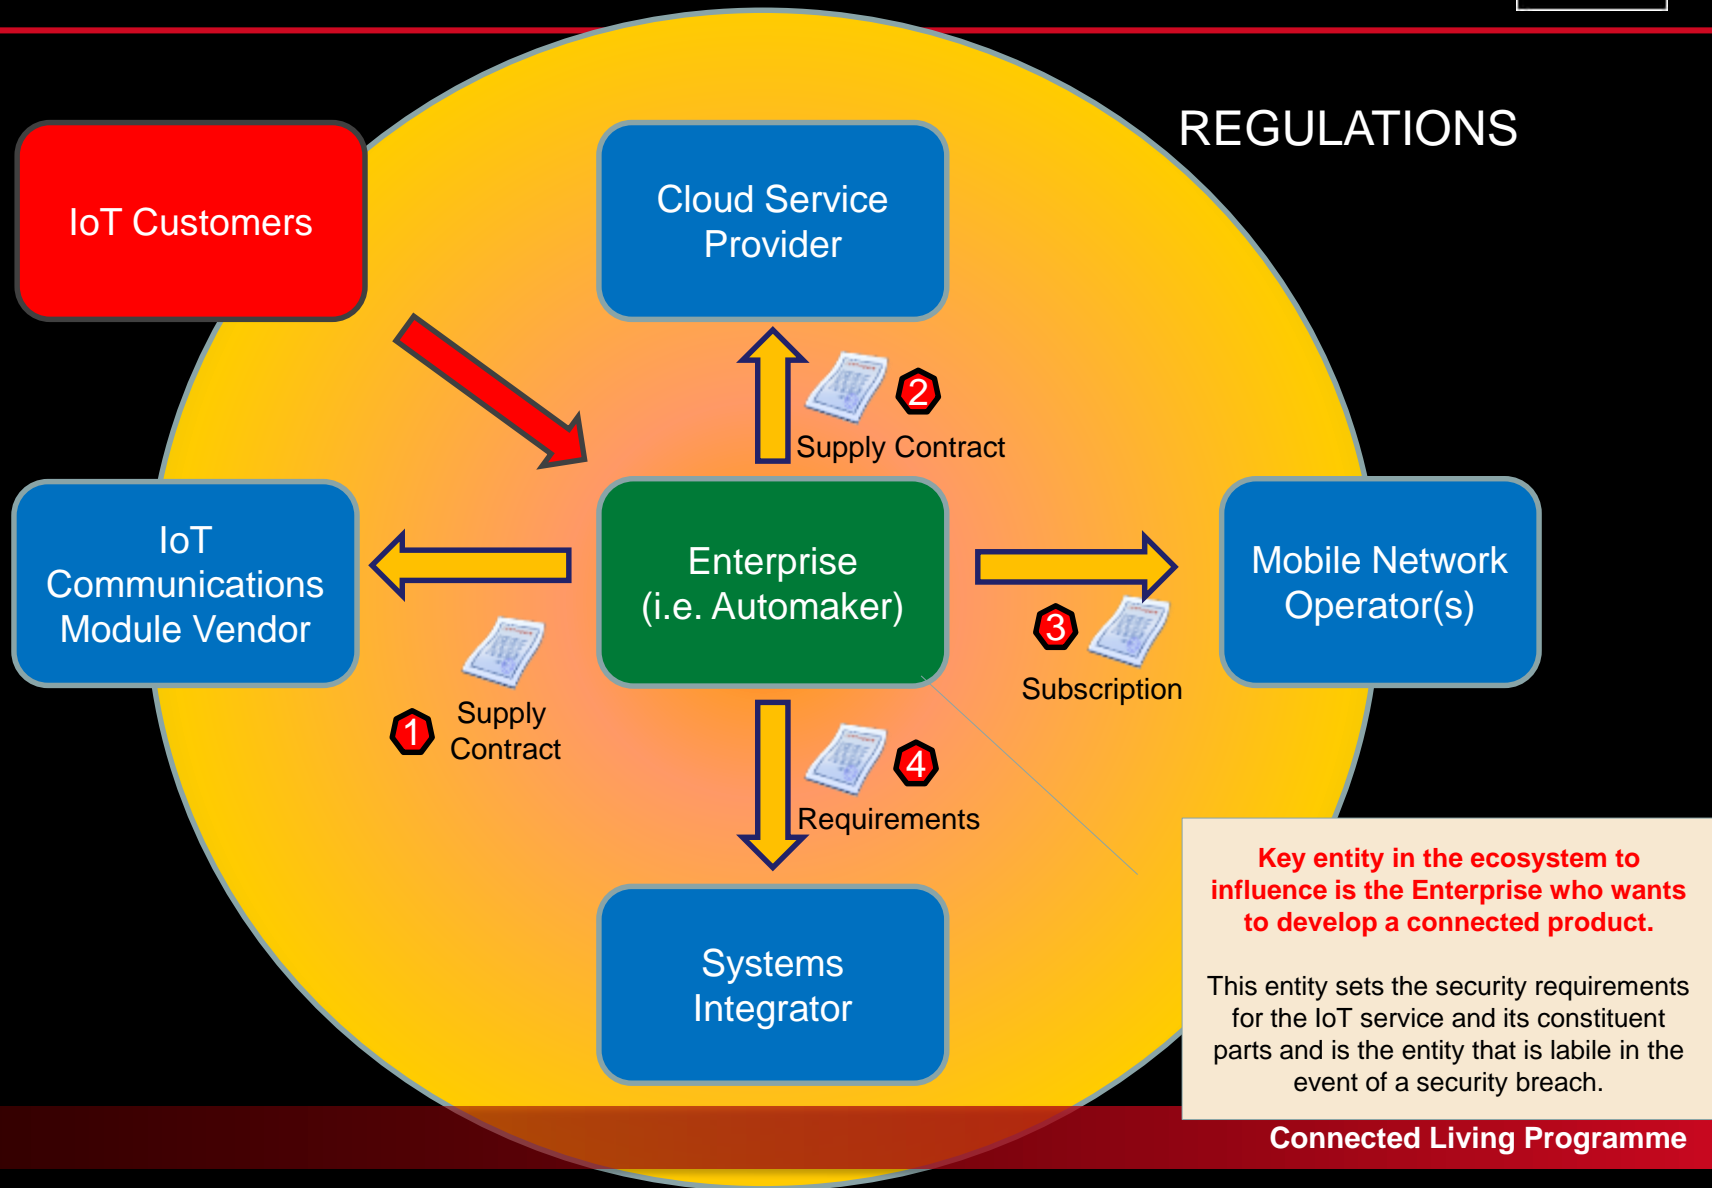 REGULATIONS
IoT Customers
Cloud Service
Provider
2
Supply Contract
IoT
Communications
Module Vendor
Enterprise
(i.e. Automaker)
Mobile Network
Operator(s)
3
Subscription
1
Supply
Contract
4
Requirements
Systems
Integrator
Key entity in the ecosystem to
influence is the Enterprise who wants
to develop a connected product.
This entity sets the security requirements
for the IoT service and its constituent
parts and is the entity that is labile in the
event of a security breach.
Connected Living Programme